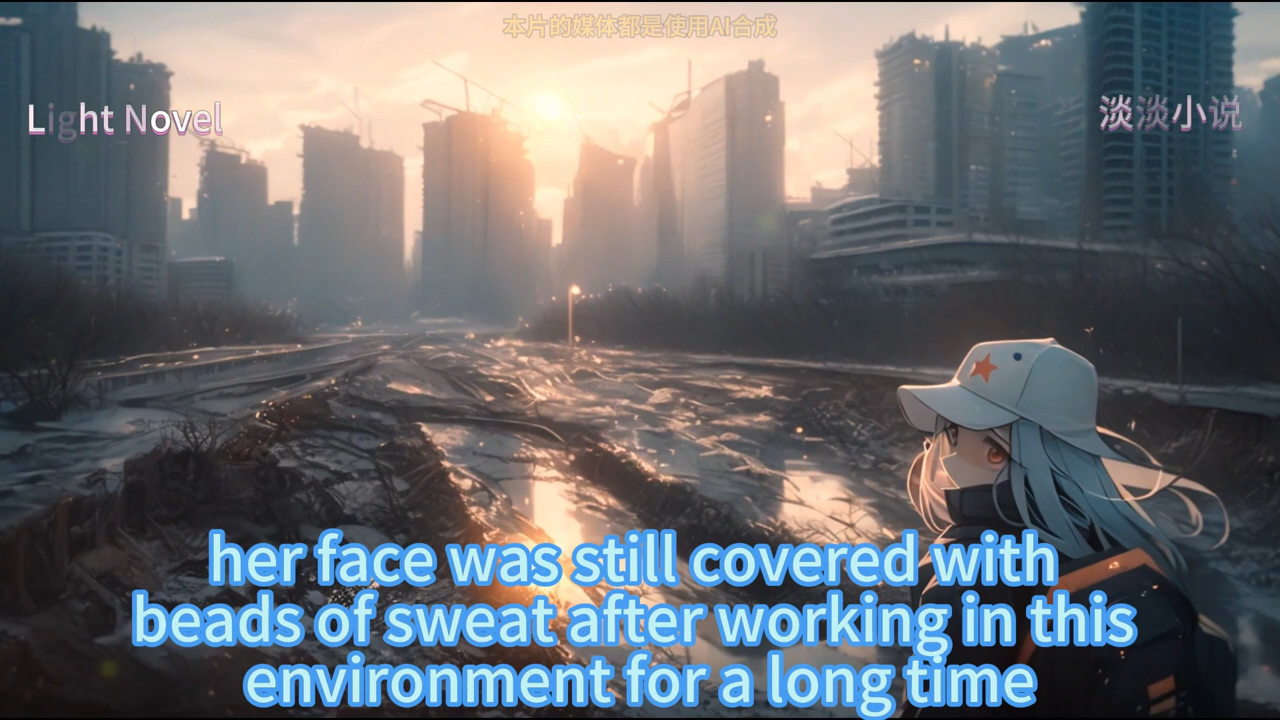 本片的媒体都是使用AI合成
Light Novel
淡淡小说
her face was still covered with
beads of sweat after working in this
environment for a long time